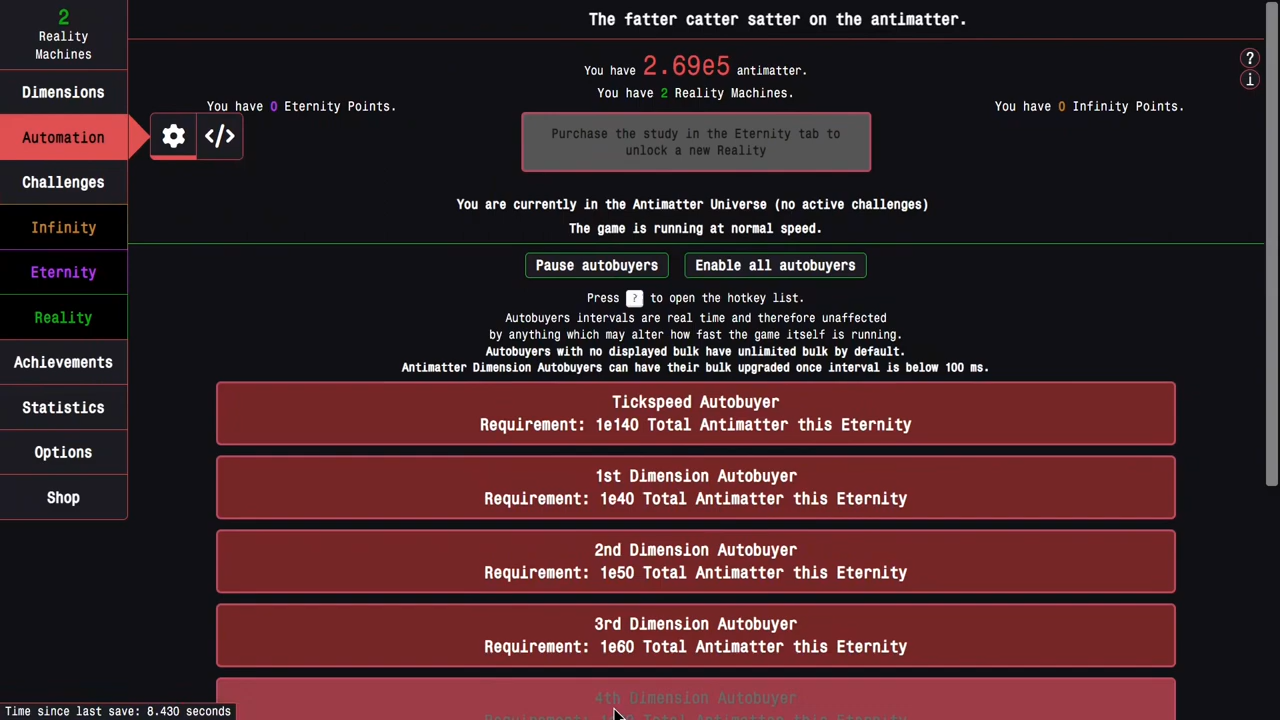 2
Reality
Machines
Dimensions
Automation
Challenges
Infinity
Eternity
Reality
Achievements
Statistics
Options
Shop
The fatter catter satter on the antimatter.
You have 2.69e5 antimatter.
You have 2 Reality Machines.
You have 0 Eternity Points.
You have 0 Infinity Points.
Purchase the study in the Eternity tab to
unlock a new Reality
You are currently in the Antimatter Universe (no active challenges)
The game is running at normal speed.
Pause autobuyers
Enable all autobuyers
Press ? to open the hotkey list.
Autobuyers intervals are real time and therefore unaffected
by anything which may alter how fast the game itself is running.
Autobuyers with no displayed bulk have unlimited bulk by default.
Antimatter Dimension Autobuyers can have their bulk upgraded once interval is below 100 ms.
Tickspeed Autobuyer
Requirement: 1e140 Total Antimatter this Eternity
1st Dimension Autobuyer
Requirement: 1e40 Total Antimatter this Eternity
2nd Dimension Autobuyer
Requirement: 1e50 Total Antimatter this Eternity
3rd Dimension Autobuyer
Requirement: 1e60 Total Antimatter this Eternity
4th Dimension Autobuyer
Time since last save: 8.430 seconds
?
i